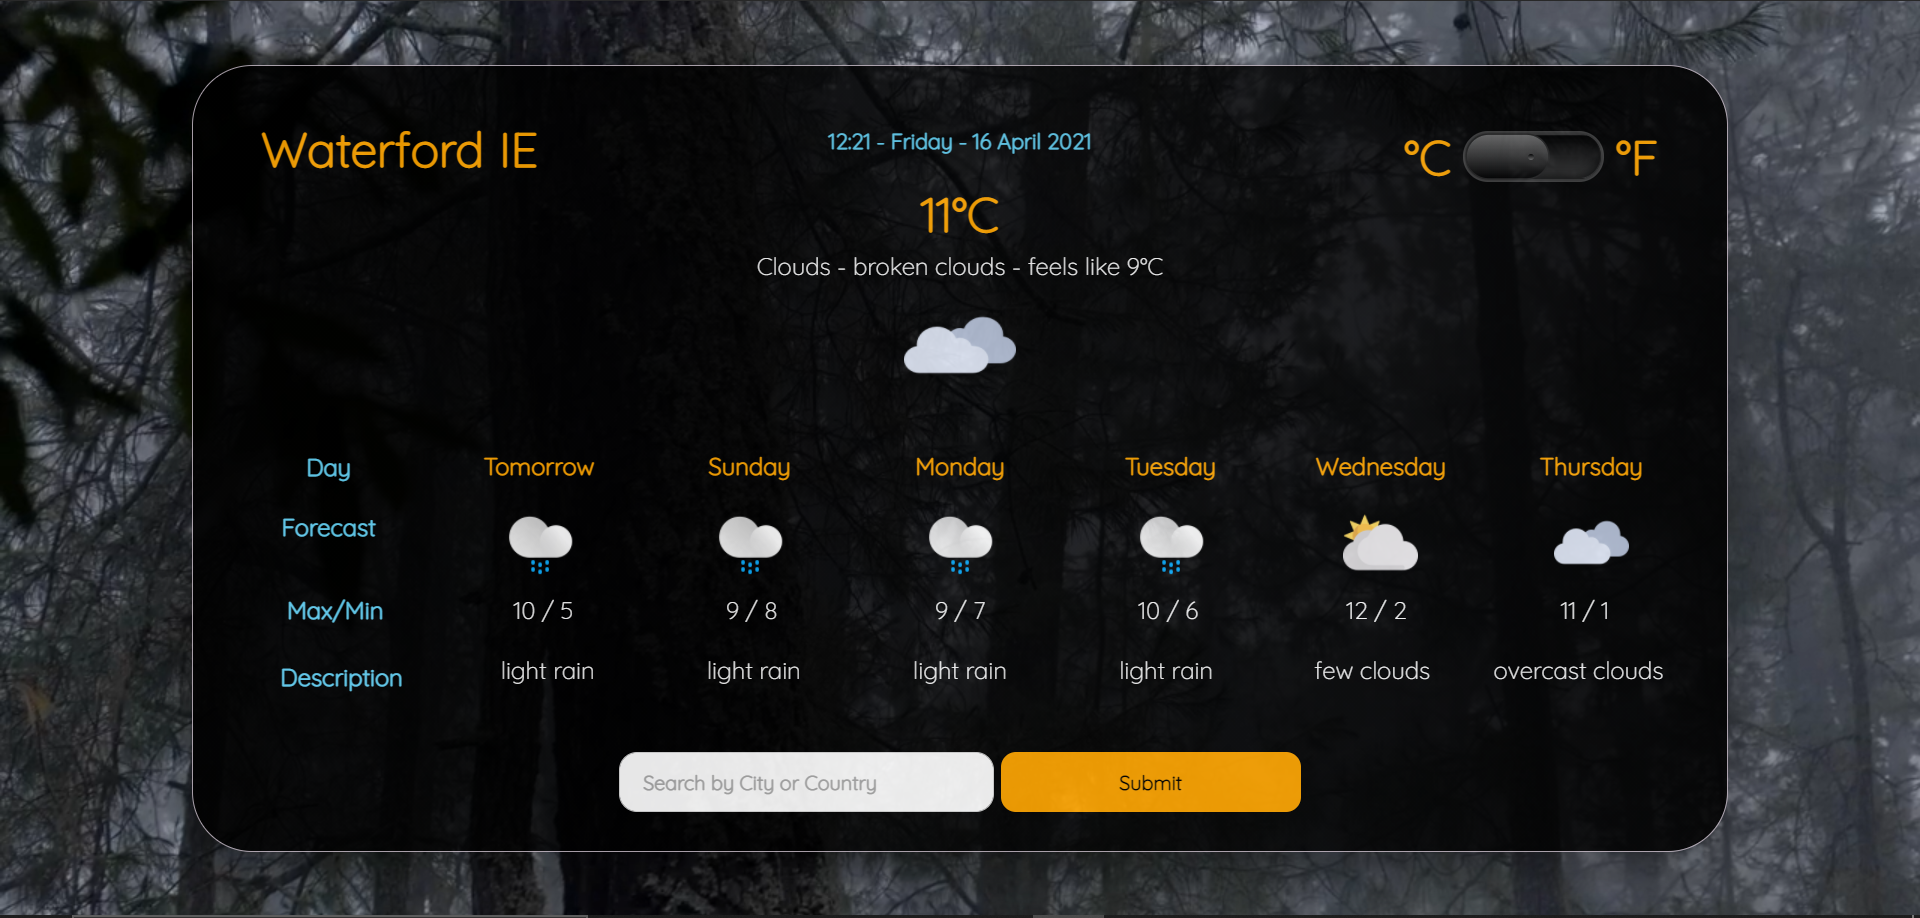 Waterford IE
12:21 - Friday - 16 April 2021
°C °F
11°C
Clouds - broken clouds - feels like 9°C
Day Tomorrow Sunday Monday Tuesday Wednesday Thursday
Forecast
Max/Min 10 / 5 9 / 8 9 / 7 10 / 6 12 / 2 11 / 1
Description light rain light rain light rain light rain few clouds overcast clouds
Search by City or Country Submit